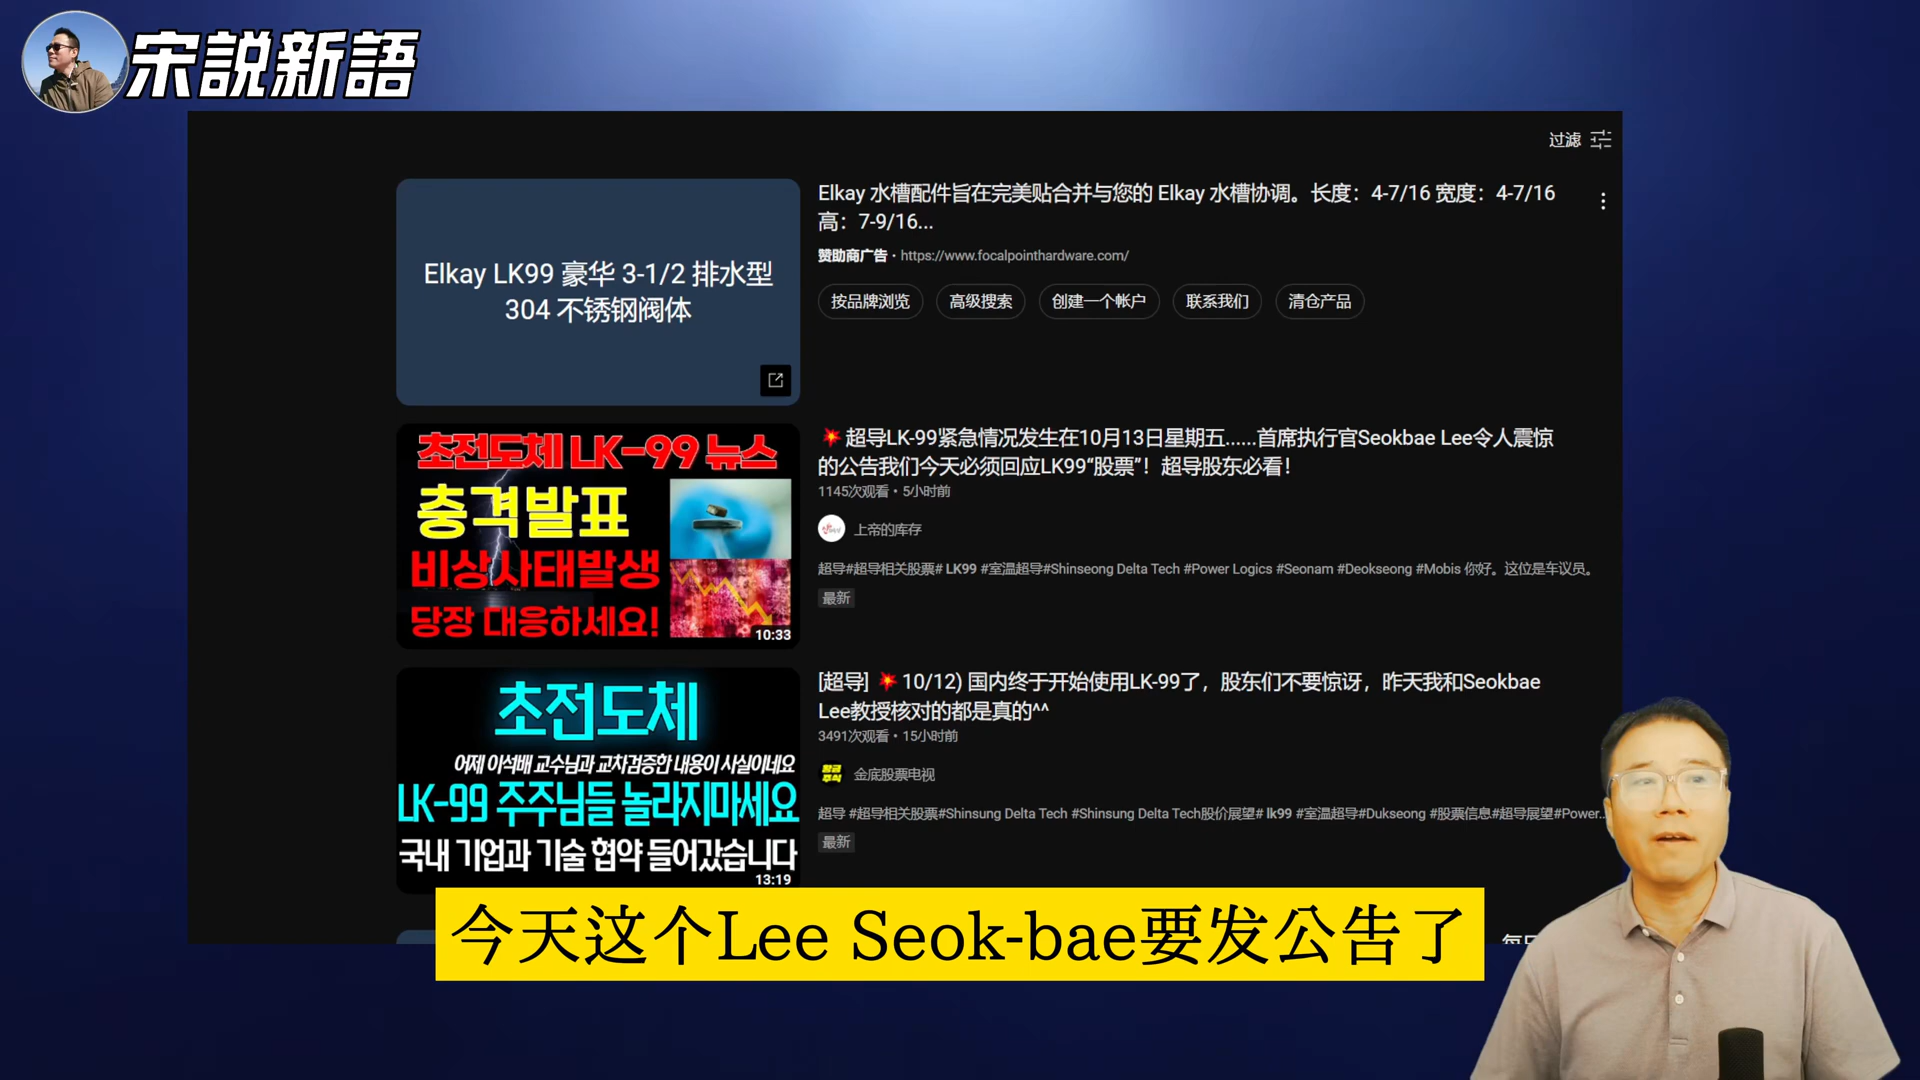 宋説新語
过滤
Elkay LK99 豪华 3-1/2 排水型
304 不锈钢阀体
Elkay 水槽配件旨在完美贴合并与您的 Elkay 水槽协调。长度：4-7/16 宽度：4-7/16
高：7-9/16...
赞助商广告 · https://www.focalpointhardware.com/
按品牌浏览 高级搜索 创建一个帐户 联系我们 清仓产品
초전도체 LK-99 뉴스
충격발표
비상사태발생
당장 대응하세요!
10:33
💥超导LK-99紧急情况发生在10月13日星期五......首席执行官Seokbae Lee令人震惊
的公告我们今天必须回应LK99“股票”！超导股东必看！
1145次观看 • 5小时前
上帝的库存
超导#超导相关股票# LK99 #室温超导#Shinseong Delta Tech #Power Logics #Seonam #Deokseong #Mobis 你好。这位是车议员。
最新
초전도체
어제 이석배 교수님과 교차검증한 내용이 사실이네요
LK-99 주주님들 놀라지마세요
국내 기업과 기술 협약 들어갔습니다
13:19
[超导] 💥10/12) 国内终于开始使用LK-99了，股东们不要惊讶，昨天我和Seokbae
Lee教授核对的都是真的^^
3491次观看 • 15小时前
황금
주식
金底股票电视
超导 #超导相关股票#Shinsung Delta Tech #Shinsung Delta Tech股价展望# lk99 #室温超导#Dukseong #股票信息#超导展望#Power...
最新
今天这个Lee Seok-bae要发公告了